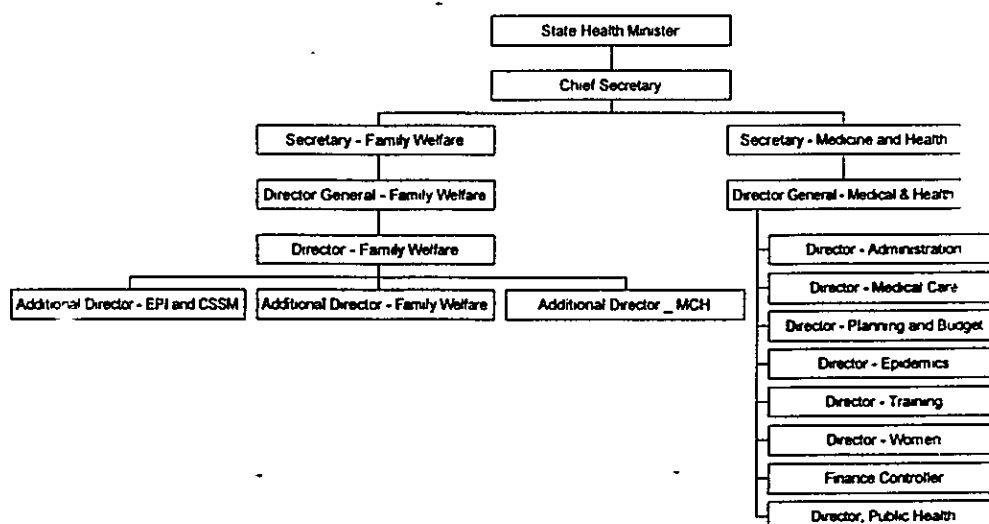 State Health Minister
Chief Secretary
Secretary - Family Welfare
Secretary - Medicine and Health
Director General - Family Welfare
Director General - Medical & Health
Director - Family Welfare
Director - Administration
Additional Director - EPI and CSSM
Additional Director - Family Welfare
Additional Director _ MCH
Director - Medical Care
Director - Planning and Budget
Director - Epidemics
Director - Training
Director - Women
Finance Controller
Director, Public Health